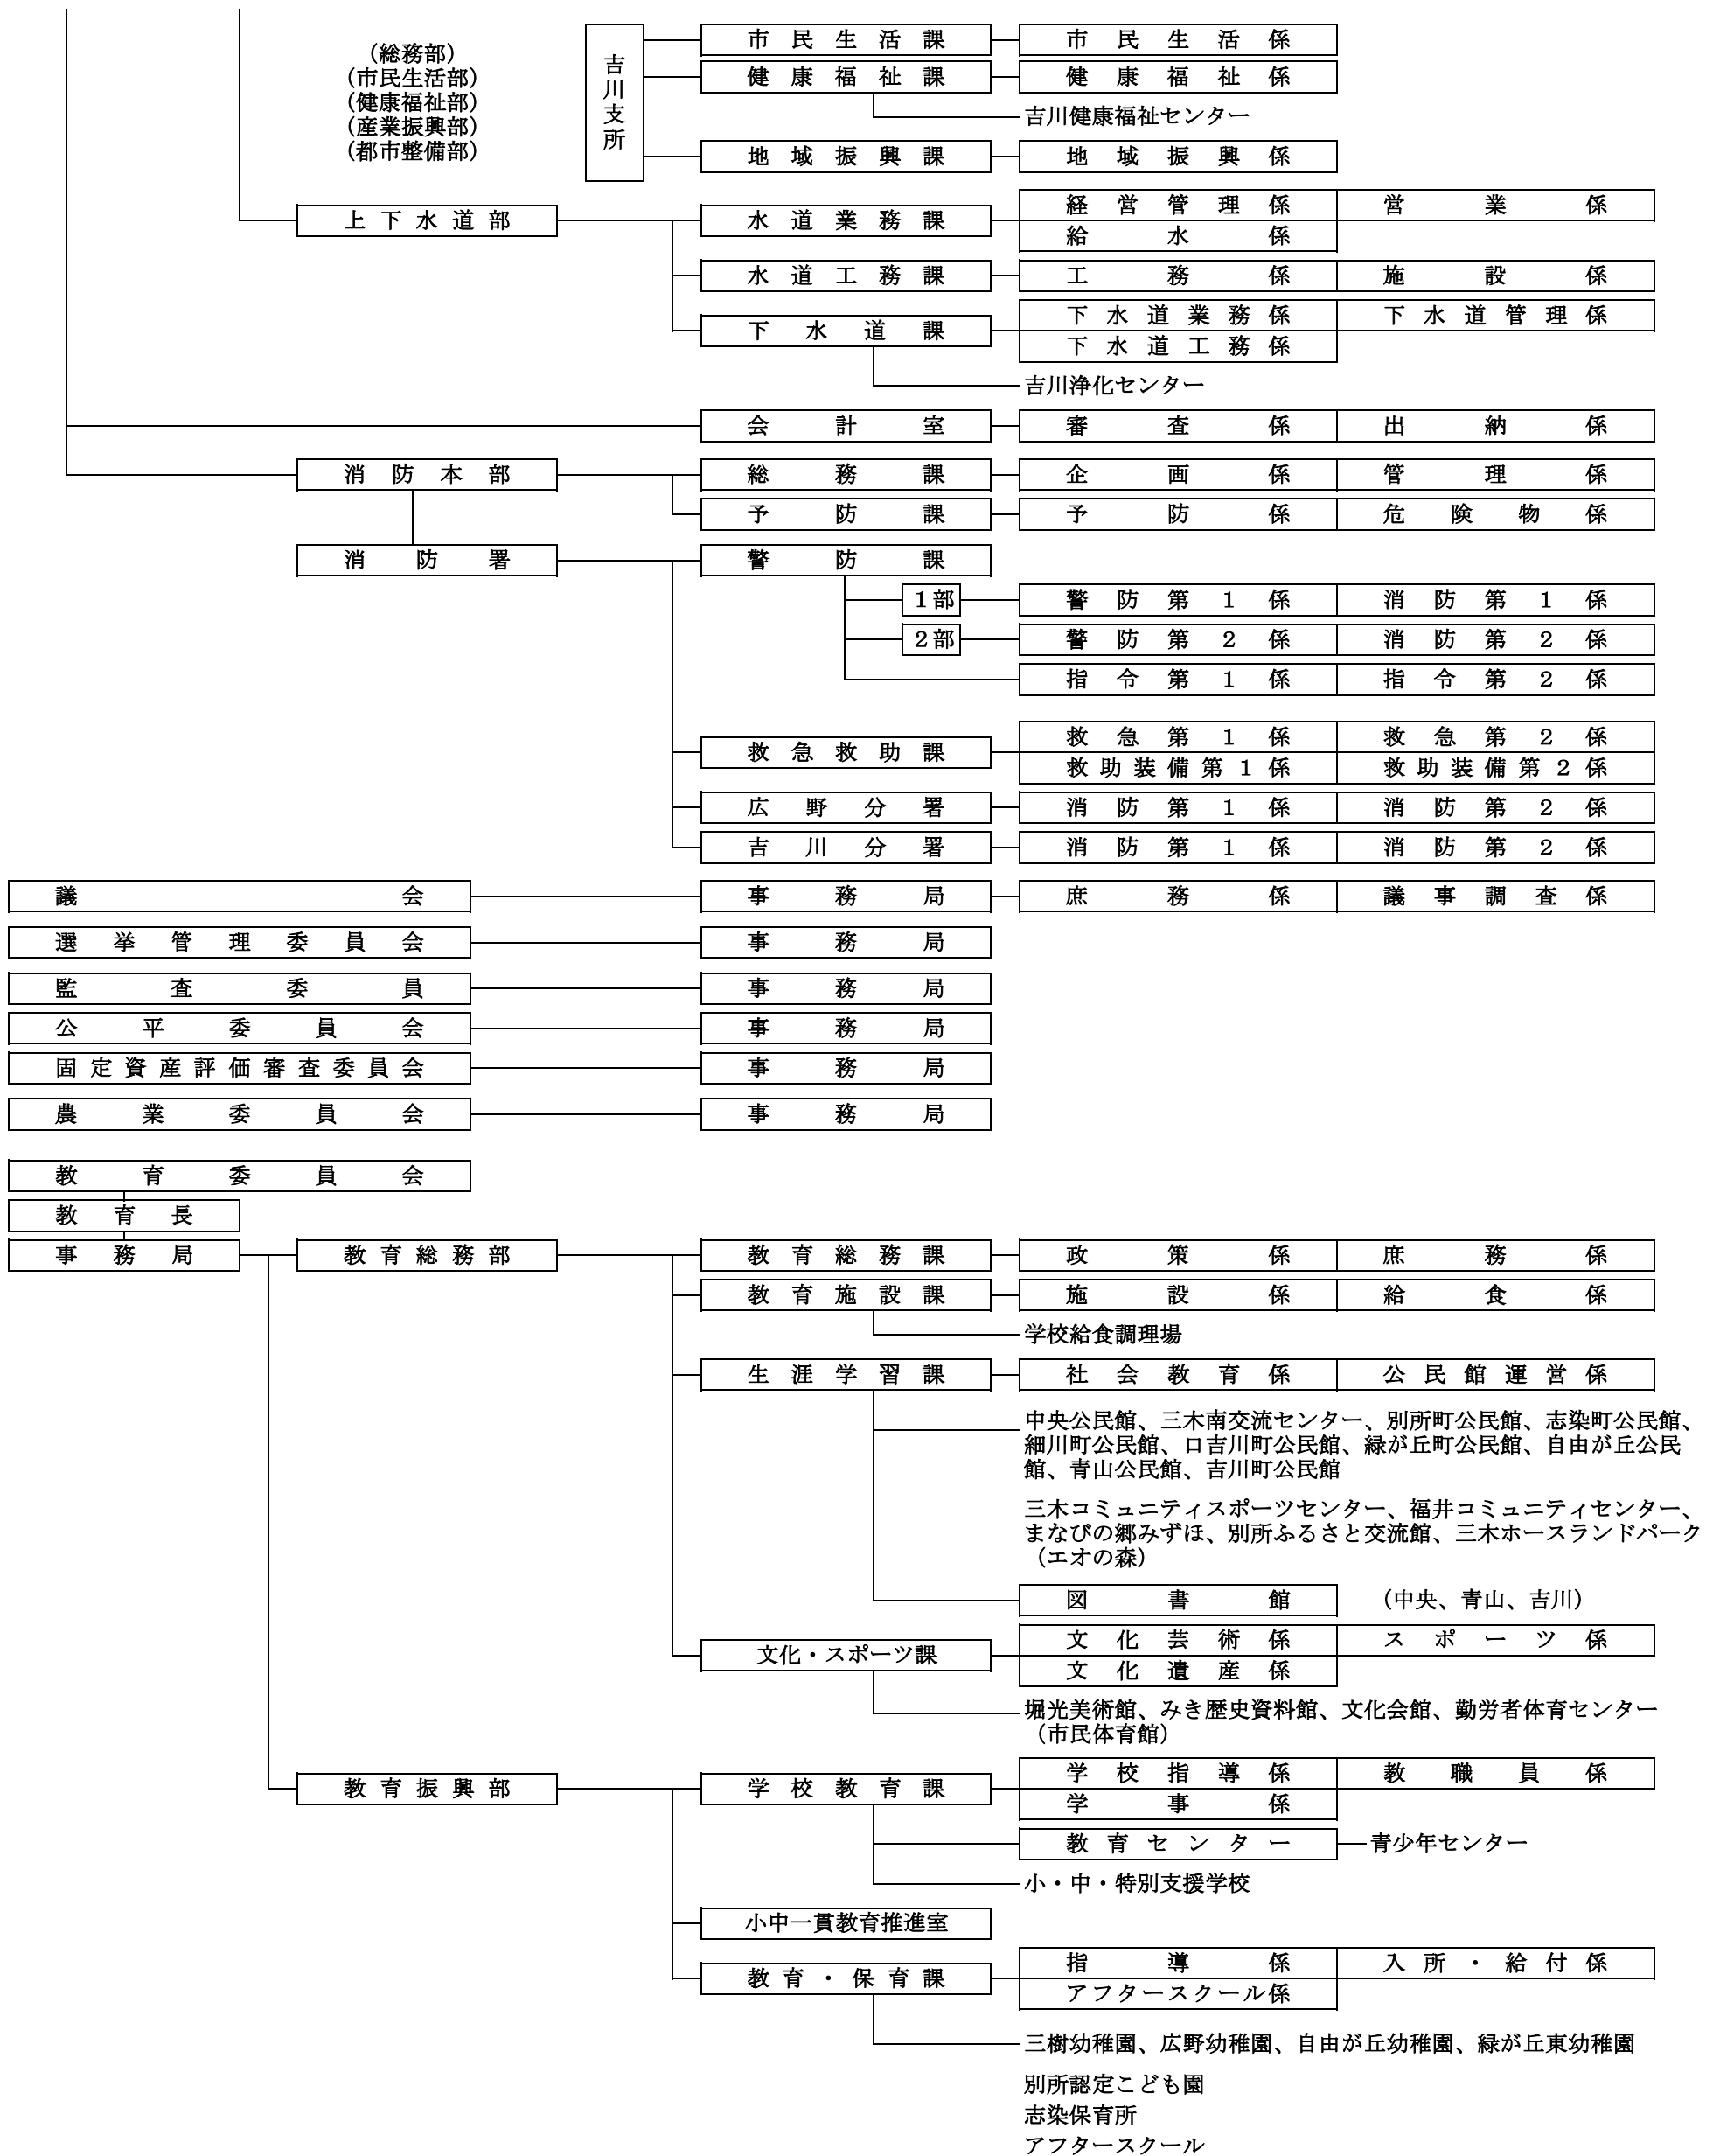 (総務部)
(市民生活部)
(健康福祉部)
(産業振興部)
(都市整備部)
吉川支所
市民生活課 市民生活係
健康福祉課 健康福祉係
吉川健康福祉センター
地域振興課 地域振興係
上下水道部 水道業務課 経営管理係 営業係
給水係
水道工務課 工務係 施設係
下水道課 下水道業務係 下水道管理係
下水道工務係
吉川浄化センター
会計室 審査係 出納係
消防本部 総務課 企画係 管理係
予防課 予防係 危険物係
消防署 警防課
1部 警防第1係 消防第1係
2部 警防第2係 消防第2係
指令第1係 指令第2係
救急救助課 救急第1係 救急第2係
救助装備第1係 救助装備第2係
広野分署 消防第1係 消防第2係
吉川分署 消防第1係 消防第2係
議会 事務局 庶務係 議事調査係
選挙管理委員会 事務局
監査委員 事務局
公平委員会 事務局
固定資産評価審査委員会 事務局
農業委員会 事務局
教育委員会
教育長
事務局 教育総務部 教育総務課 政策係 庶務係
教育施設課 施設係 給食係
学校給食調理場
生涯学習課 社会教育係 公民館運営係
中央公民館、三木南交流センター、別所町公民館、志染町公民館、
細川町公民館、口吉川町公民館、緑が丘町公民館、自由が丘公民
館、青山公民館、吉川町公民館
三木コミュニティスポーツセンター、福井コミュニティセンター、
まなびの郷みずほ、別所ふるさと交流館、三木ホースランドパーク
(エオの森)
図書館 (中央、青山、吉川)
文化・スポーツ課 文化芸術係 スポーツ係
文化遺産係
堀光美術館、みき歴史資料館、文化会館、勤労者体育センター
(市民体育館)
教育振興部 学校教育課 学校指導係 教職員係
学事係
教育センター 青少年センター
小・中・特別支援学校
小中一貫教育推進室
教育・保育課 指導係 入所・給付係
アフタースクール係
三樹幼稚園、広野幼稚園、自由が丘幼稚園、緑が丘東幼稚園
別所認定こども園
志染保育所
アフタースクール